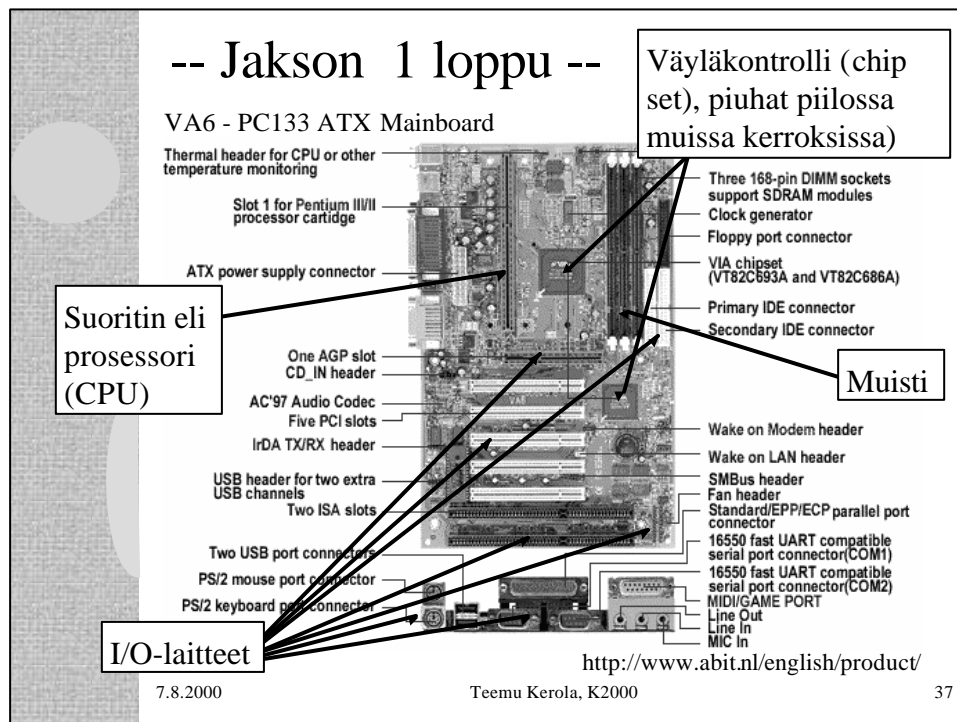 -- Jakson 1 loppu --
Väyläkontrolli (chip
set), piuhat piilossa
muissa kerroksissa)
VA6 - PC133 ATX Mainboard
Thermal header for CPU or other
temperature monitoring
Slot 1 for Pentium III/II
processor cartidge
ATX power supply connector
Suoritin eli
prosessori
(CPU)
One AGP slot
CD_IN header
AC'97 Audio Codec
Five PCI slots
IrDA TX/RX header
USB header for two extra
USB channels
Two ISA slots
Two USB port connectors
PS/2 mouse port connector
PS/2 keyboard port connector
I/O-laitteet
VA6
Three 168-pin DIMM sockets
support SDRAM modules
Clock generator
Floppy port connector
VIA chipset
(VT82C693A and VT82C686A)
Primary IDE connector
Secondary IDE connector
Muisti
Wake on Modem header
Wake on LAN header
SMBus header
Fan header
Standard/EPP/ECP parallel port
connector
16550 fast UART compatible
serial port connector(COM1)
16550 fast UART compatible
serial port connector(COM2)
MIDI/GAME PORT
Line Out
Line In
MIC In
http://www.abit.nl/english/product/
7.8.2000
Teemu Kerola, K2000
37